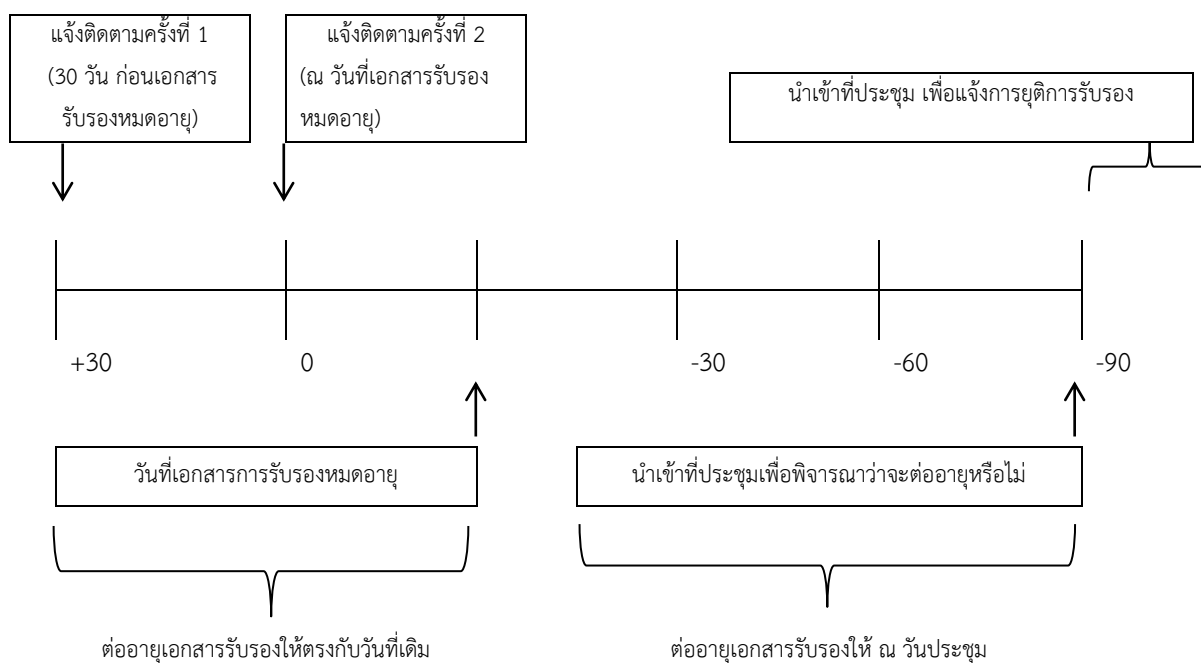 แจ้งติดตามครั้งที่ 1
(30 วัน ก่อนเอกสาร
รับรองหมดอายุ)
แจ้งติดตามครั้งที่ 2
(ณ วันที่เอกสารรับรอง
หมดอายุ)
นำเข้าที่ประชุม เพื่อแจ้งการยุติการรับรอง
+30
0
-30
-60
-90
วันที่เอกสารการรับรองหมดอายุ
นำเข้าที่ประชุมเพื่อพิจารณาว่าจะต่ออายุหรือไม่
ต่ออายุเอกสารรับรองให้ตรงกับวันที่เดิม
ต่ออายุเอกสารรับรองให้ ณ วันประชุม